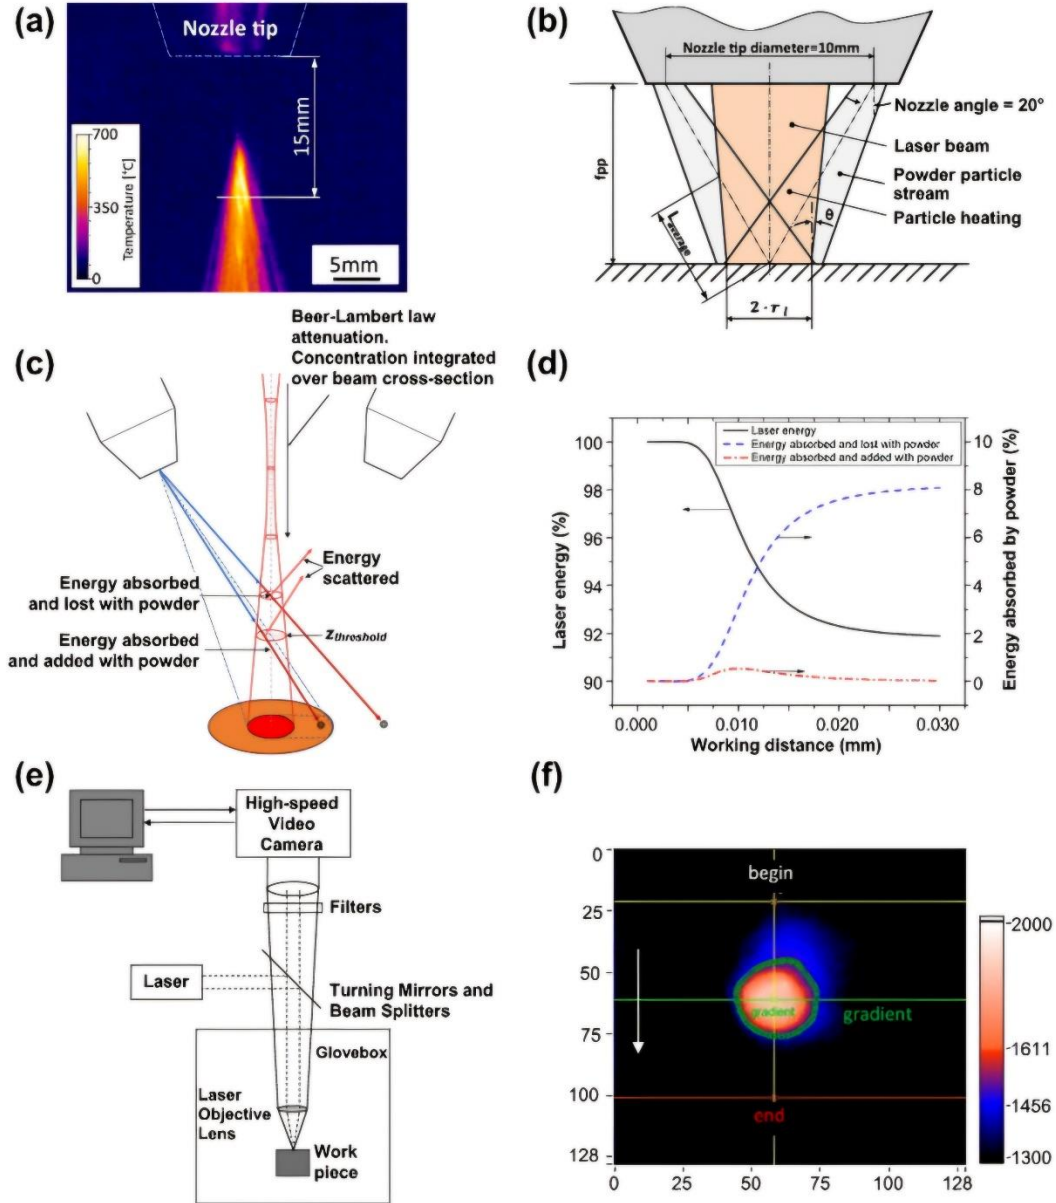 (a)
Nozzle tip
15mm
700
350
0
Temperature [°C]
5mm
(b)
Nozzle tip diameter=10mm
Nozzle angle = 20°
fpp
Laser beam
Powder particle
stream
Particle heating
θ
Laverage
2 · r l
(c)
Beer-Lambert law
attenuation.
Concentration integrated
over beam cross-section
Energy
scattered
Energy absorbed
and lost with powder
zthreshold
Energy absorbed
and added with powder
(d)
Laser energy
Energy absorbed and lost with powder
Energy absorbed and added with powder
100
98
96
94
92
90
Laser energy (%)
10
8
6
4
2
0
Energy absorbed by powder (%)
0.000
0.010
0.020
0.030
Working distance (mm)
(e)
High-speed
Video
Camera
Filters
Laser
Turning Mirrors and
Beam Splitters
Glovebox
Laser
Objective
Lens
Work
piece
(f)
0
25
50
75
100
128
begin
gradient
gradient
end
0
25
50
75
100
128
2000
1611
1456
1300